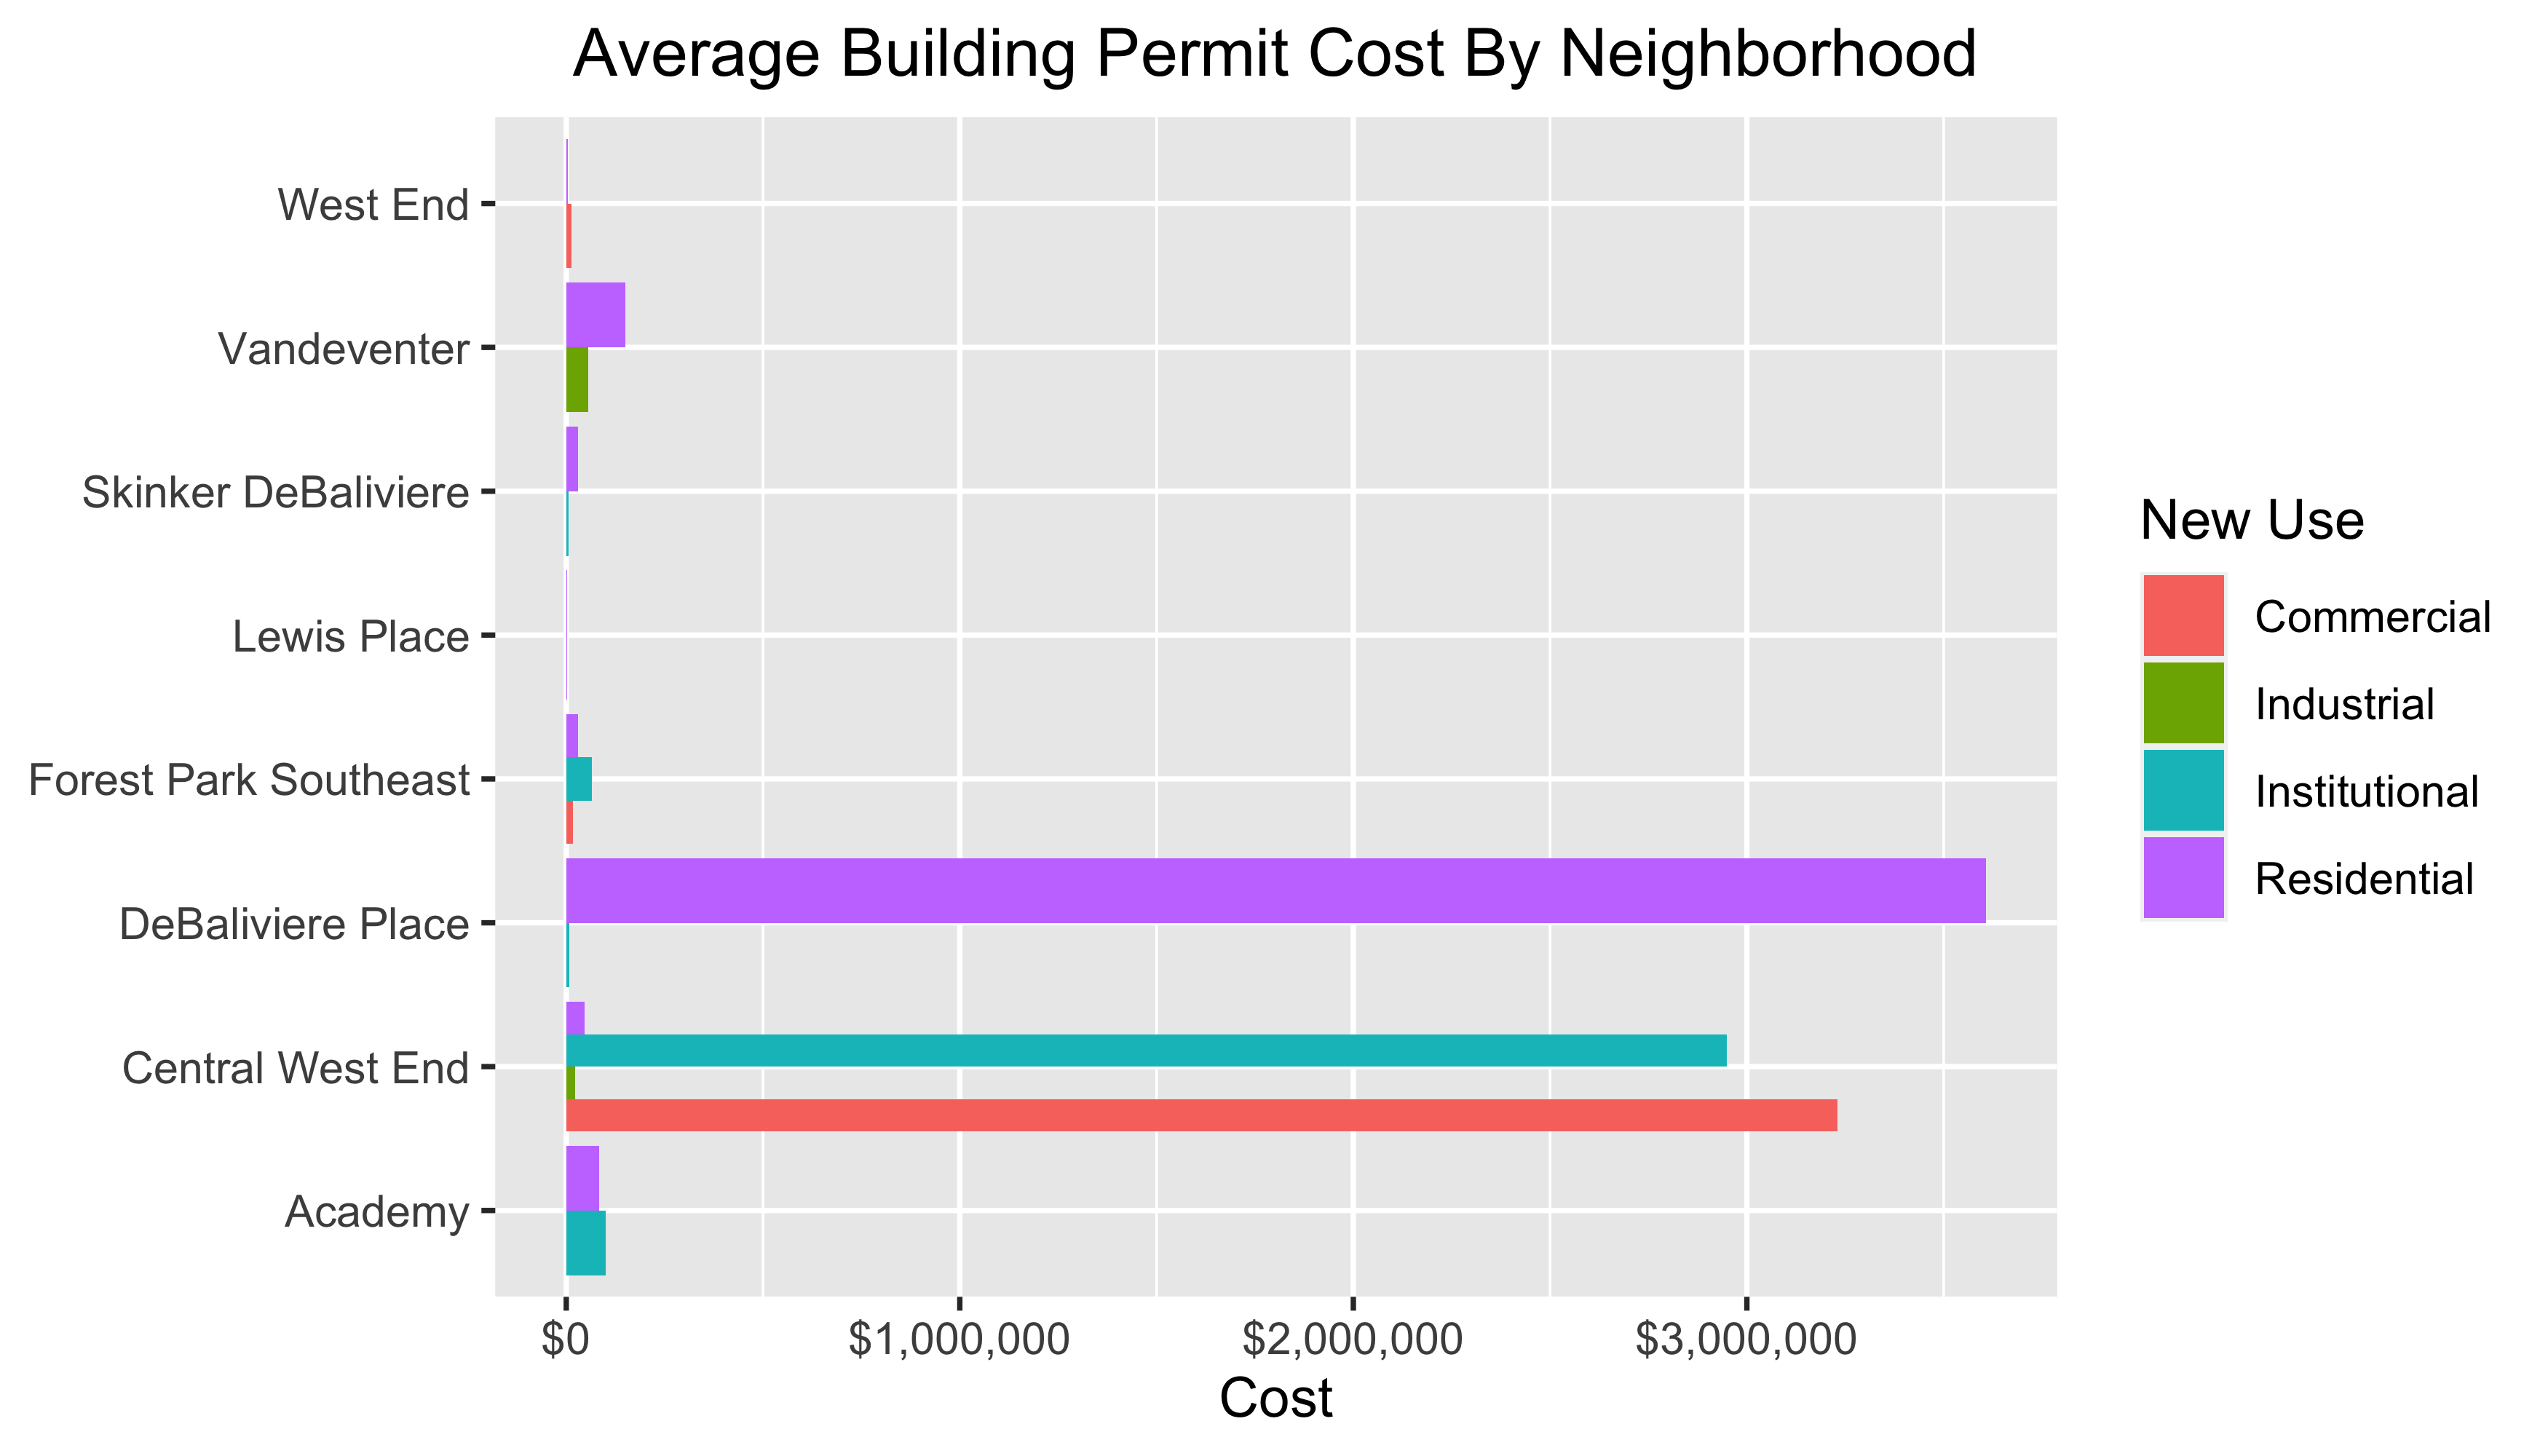 Average Building Permit Cost By Neighborhood
West End
Vandeventer
Skinker DeBaliviere
Lewis Place
Forest Park Southeast
DeBaliviere Place
Central West End
Academy
$0 $1,000,000 $2,000,000 $3,000,000
Cost
New Use
Commercial
Industrial
Institutional
Residential